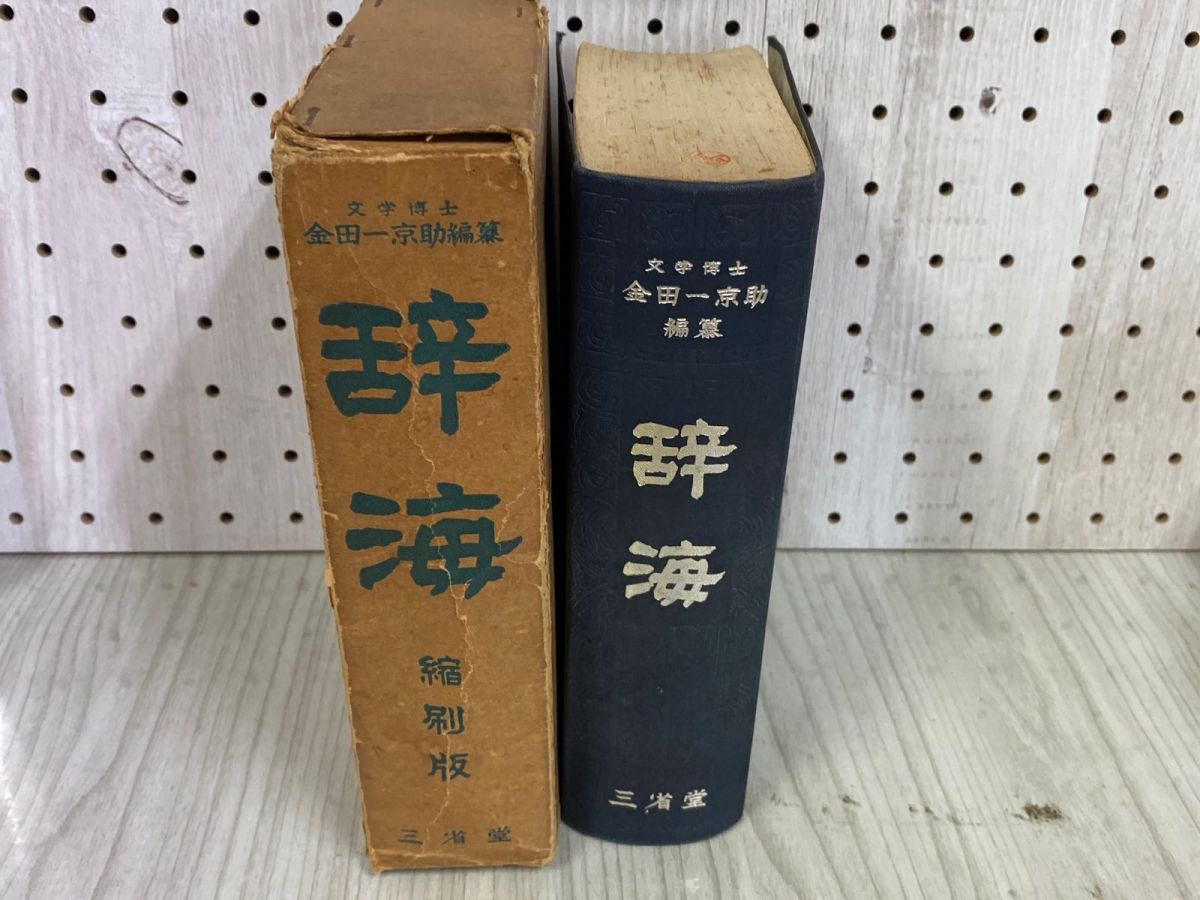 文学博士
金田一京助編纂
辞海
縮刷版
三省堂
文学博士
金田一京助
編纂
辞海
三省堂